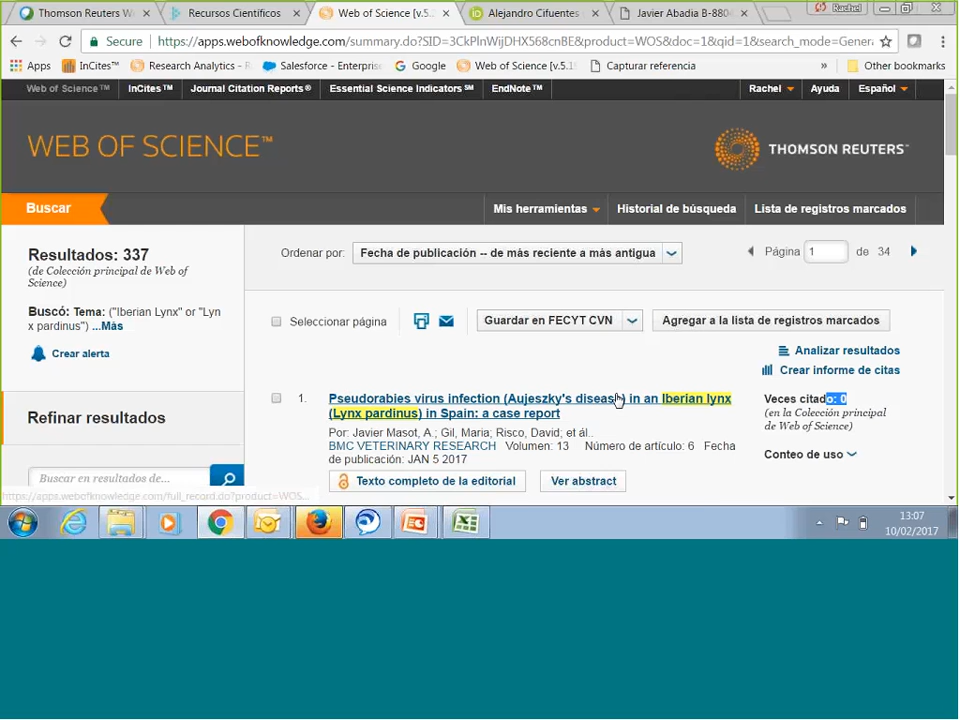 Thomson Reuters W
Recursos Científicos
Web of Science [v.5.
Alejandro Cifuentes
Javier Abadia B-880
Rachel
Secure https://apps.webofknowledge.com/summary.do?SID=3CkPlnWijDHX568cnBE&product=WOS&doc=1&qid=1&search_mode=Gener
Apps
InCites™
Research Analytics - R
Salesforce - Enterpris
Google
Web of Science [v.5.1
Capturar referencia
»
Other bookmarks
Web of Science™
InCites™
Journal Citation Reports®
Essential Science Indicators℠
EndNote™
Rachel
Ayuda
Español
WEB OF SCIENCE™
THOMSON REUTERS™
Buscar
Mis herramientas
Historial de búsqueda
Lista de registros marcados
Resultados: 337
(de Colección principal de Web of
Science)
Buscó: Tema: ("Iberian Lynx" or "Lyn
x pardinus") ...Más
Crear alerta
Refinar resultados
Buscar en resultados de...
Ordenar por:
Fecha de publicación -- de más reciente a más antigua
Página 1 de 34
Seleccionar página
Guardar en FECYT CVN
Agregar a la lista de registros marcados
Analizar resultados
Crear informe de citas
1.
Pseudorabies virus infection (Aujeszky's disease) in an Iberian lynx
(Lynx pardinus) in Spain: a case report
Por: Javier Masot, A.; Gil, Maria; Risco, David; et ál..
BMC VETERINARY RESEARCH Volumen: 13 Número de artículo: 6 Fecha
de publicación: JAN 5 2017
Texto completo de la editorial
Ver abstract
Veces citado: 0
(en la Colección principal
de Web of Science)
Conteo de uso
https://apps.webofknowledge.com/full_record.do?product=WOS...
13:07
10/02/2017